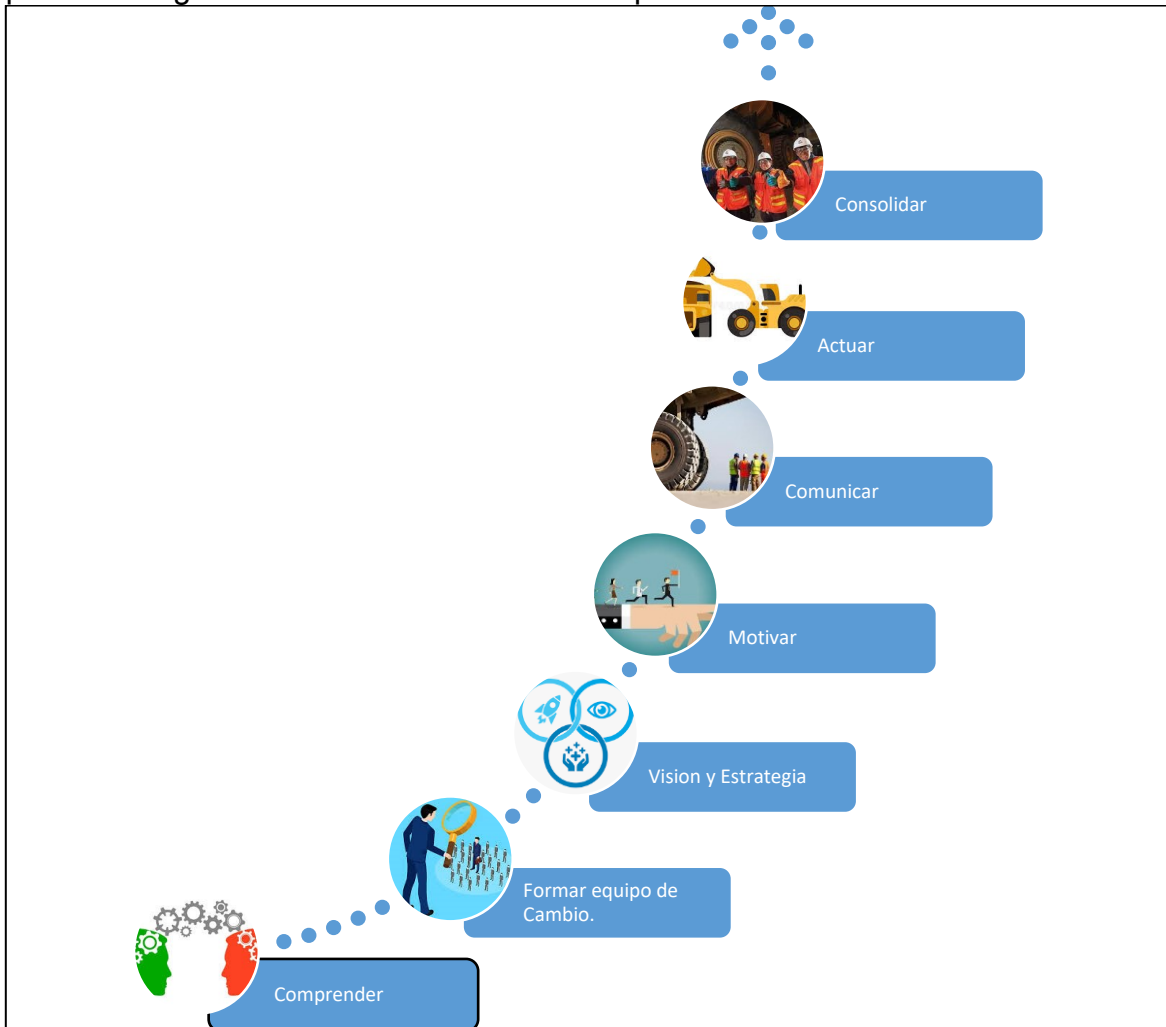 Consolidar
Actuar
Comunicar
Motivar
Vision y Estrategia
Formar equipo de
Cambio.
Comprender